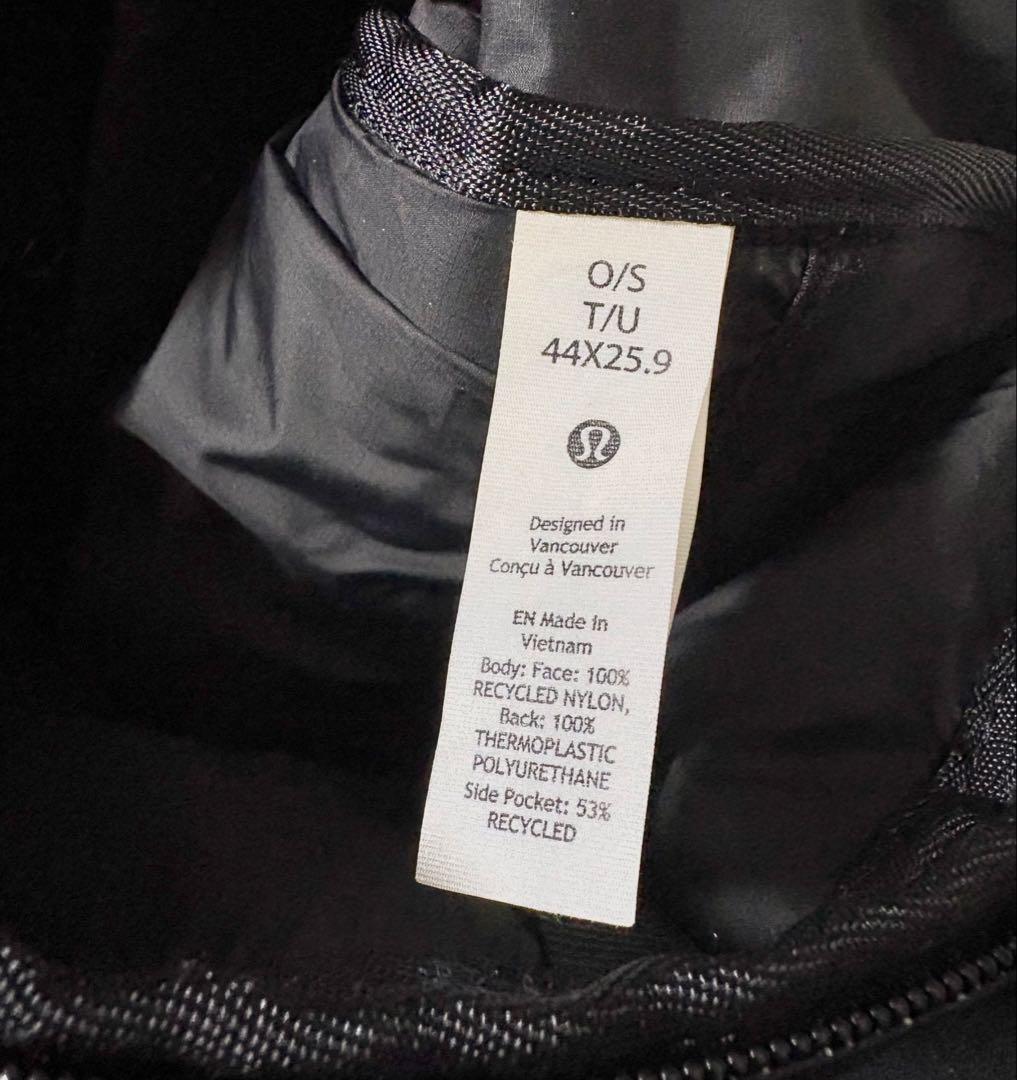 O/S
T/U
44X25.9
Designed in
Vancouver
Conçu à Vancouver
EN Made in
Vietnam
Body: Face: 100%
RECYCLED NYLON,
Back: 100%
THERMOPLASTIC
POLYURETHANE
Side Pocket: 53%
RECYCLED